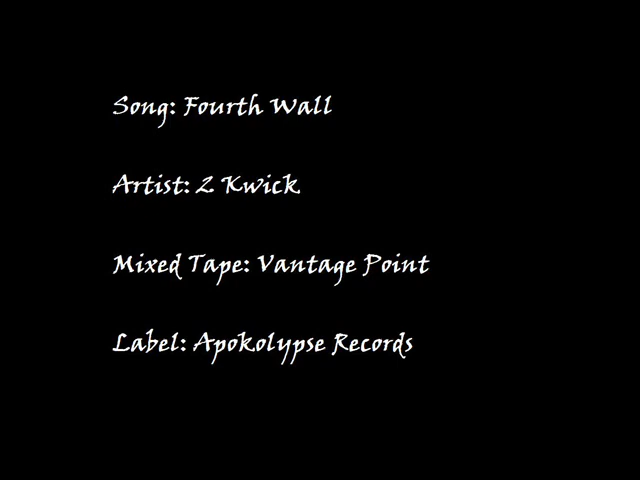 Song: Fourth Wall
Artist: 2 Kwick
Mixed Tape: Vantage Point
Label: Apokolypse Records